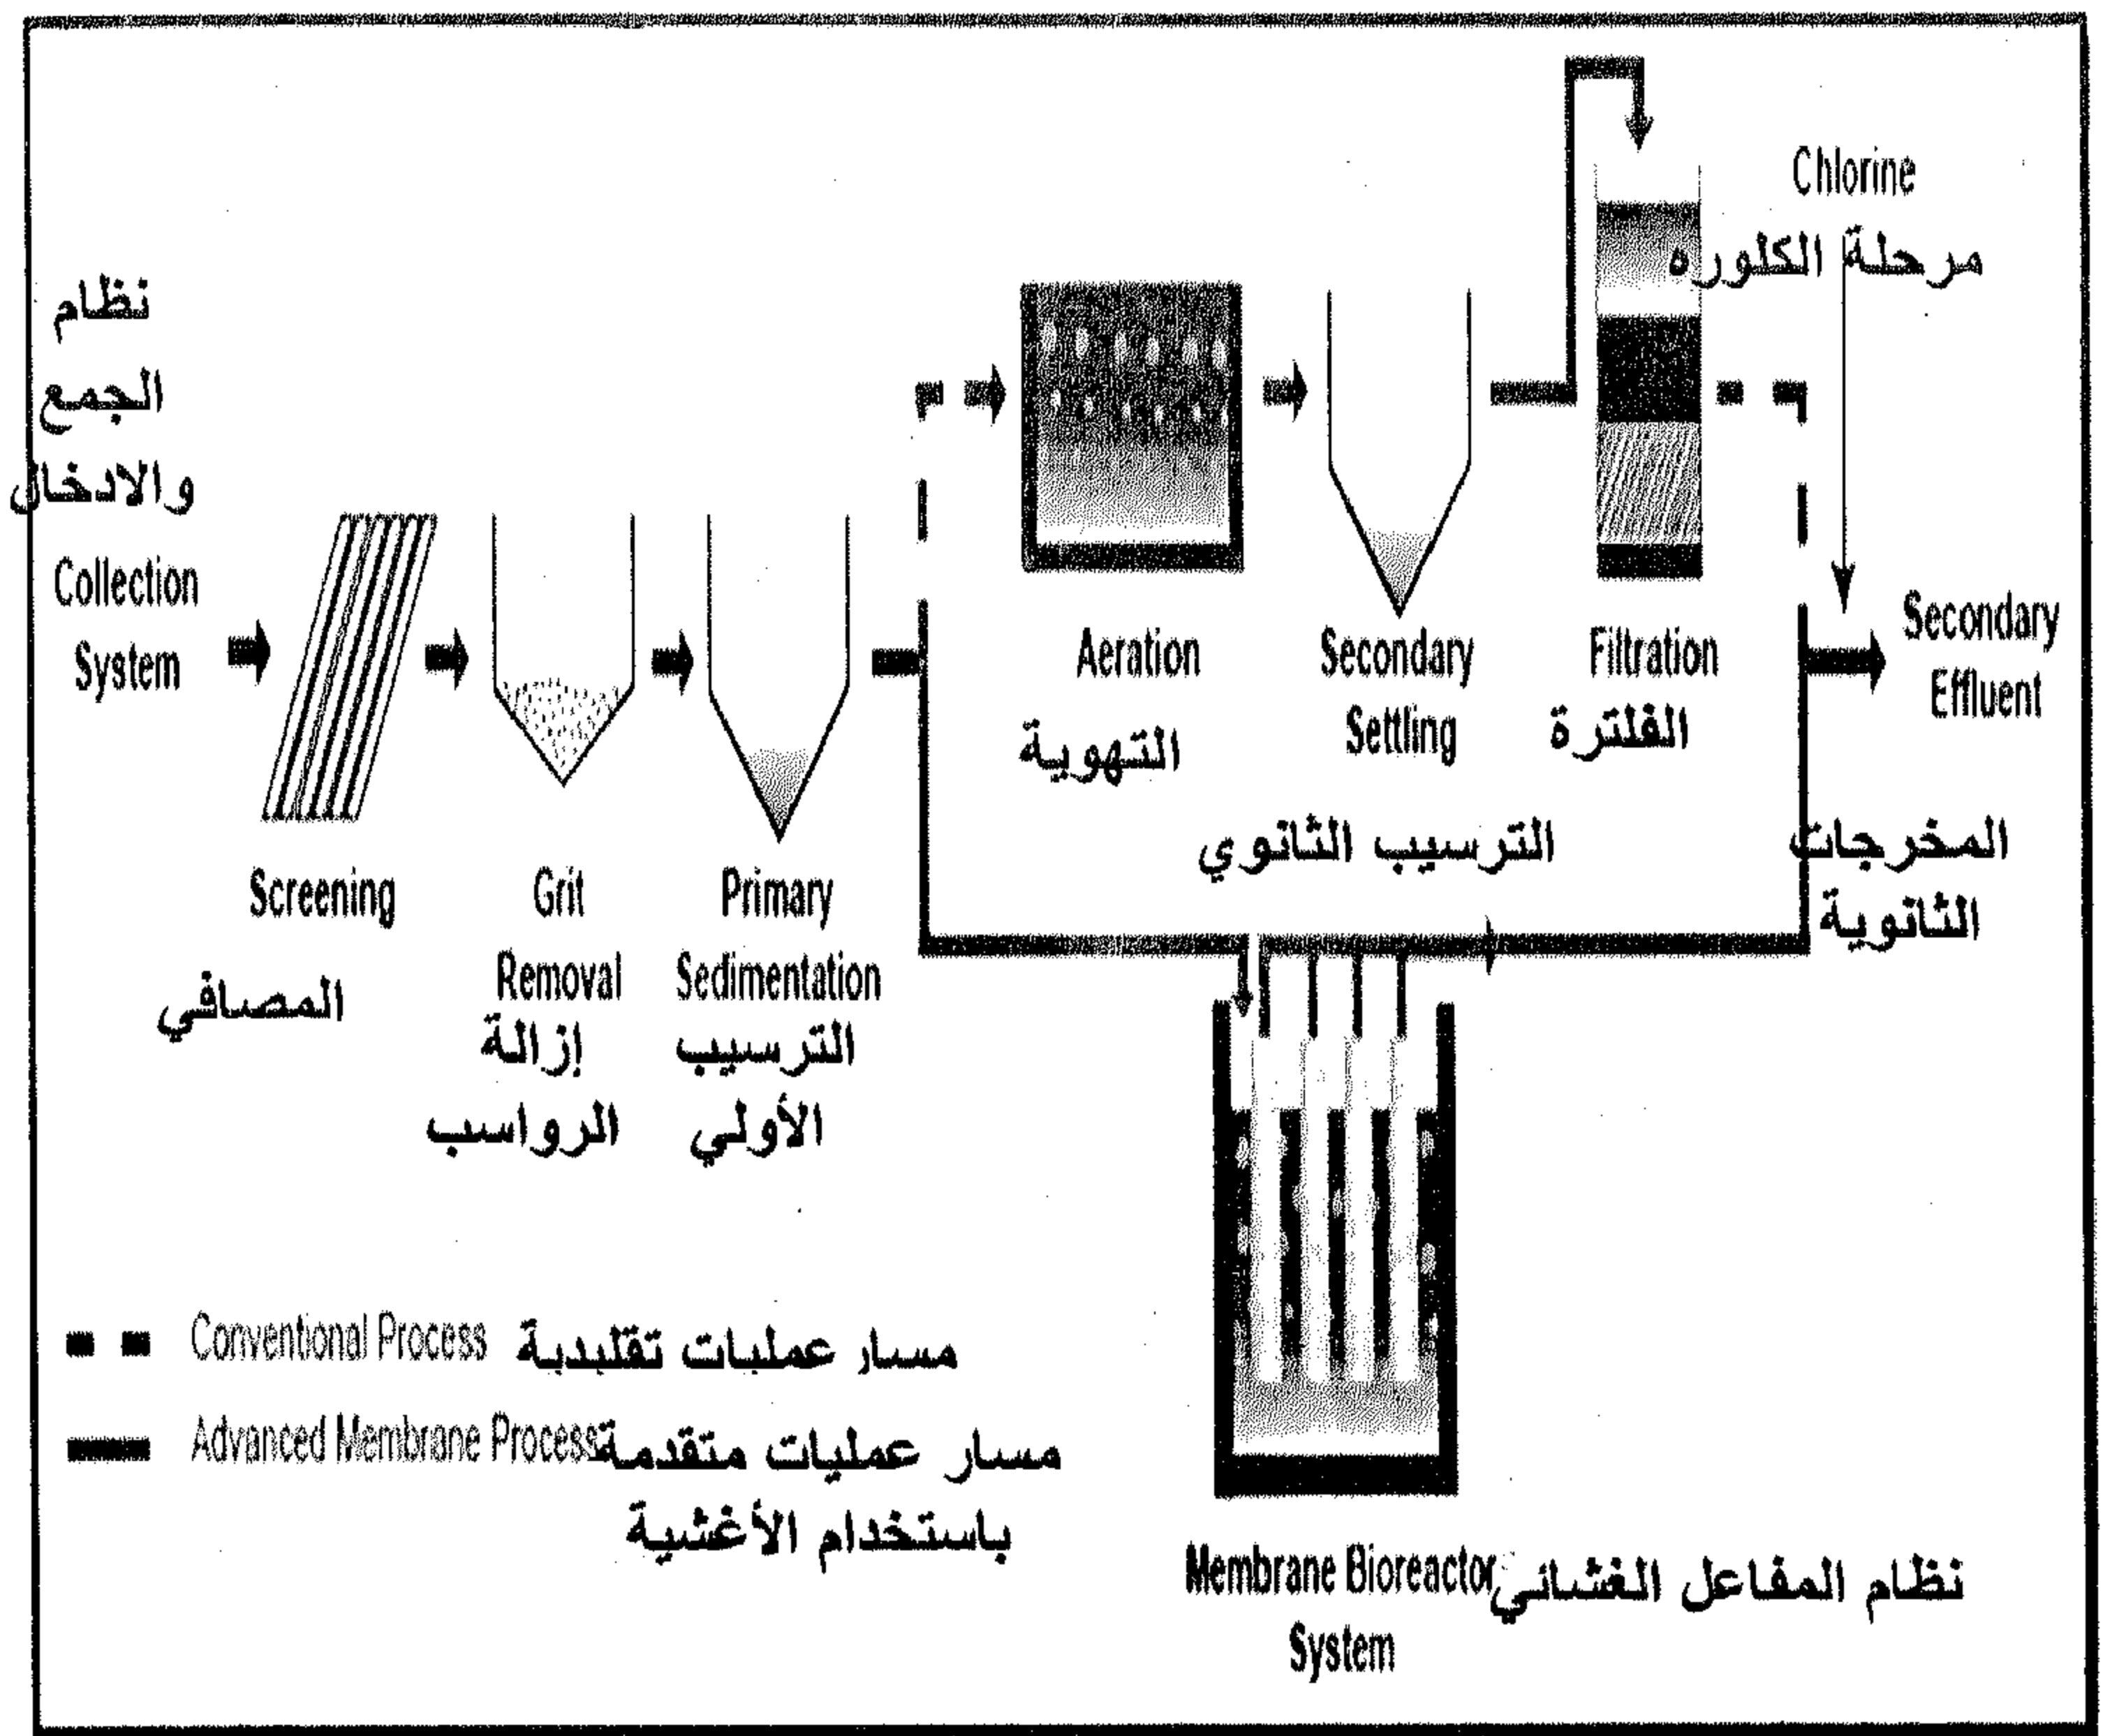 نظام
الجمع
والادخال
Collection
System
Screening
المصافي
Grit
Removal
إزالة
الرواسب
Primary
Sedimentation
الترسيب
الأولي
Aeration
التهوية
Secondary
Settling
الترسيب الثانوي
Filtration
الفلترة
Chlorine
مرحلة الكلوره
Secondary
Effluent
المخرجات
الثانوية
Conventional Process مسار عمليات تقليدية
Advanced Membrane Process مسار عمليات متقدمة
باستخدام الأغشية
Membrane Bioreactor نظام المفاعل الغشائي
System